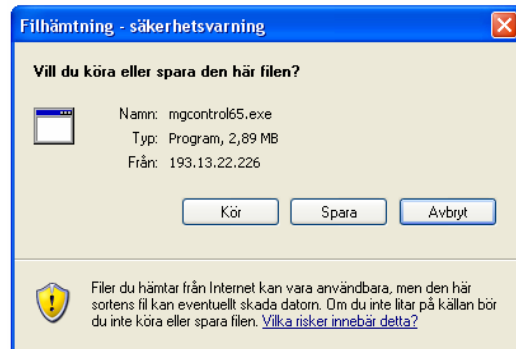 Filhämtning - säkerhetsvarning
Vill du köra eller spara den här filen?
Namn: mgcontrol65.exe
Typ: Program, 2,89 MB
Från: 193.13.22.226
Kör Spara Avbryt
Filer du hämtar från Internet kan vara användbara, men den här
sortens fil kan eventuellt skada datorn. Om du inte litar på källan bör
du inte köra eller spara filen. Vilka risker innebär detta?